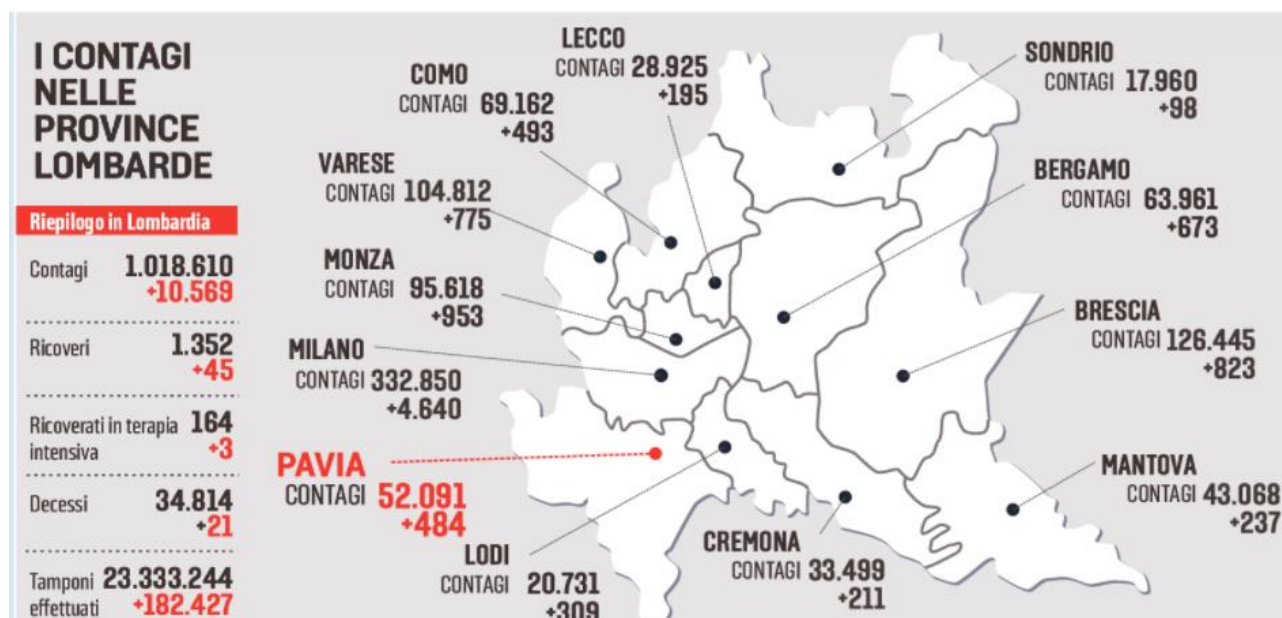 I CONTAGI
NELLE
PROVINCE
LOMBARDE
Riepilogo in Lombardia
Contagi 1.018.610
+10.569
Ricoveri 1.352
+45
Ricoverati in terapia 164
intensiva +3
Decessi 34.814
+21
Tamponi 23.333.244
effettuati +182.427
LECCO
CONTAGI 28.925
+195
COMO
CONTAGI 69.162
+493
VARESE
CONTAGI 104.812
+775
MONZA
CONTAGI 95.618
+953
MILANO
CONTAGI 332.850
+4.640
PAVIA
CONTAGI 52.091
+484
LODI
CONTAGI 20.731
+309
CREMONA
CONTAGI 33.499
+211
SONDRIO
CONTAGI 17.960
+98
BERGAMO
CONTAGI 63.961
+673
BRESCIA
CONTAGI 126.445
+823
MANTOVA
CONTAGI 43.068
+237